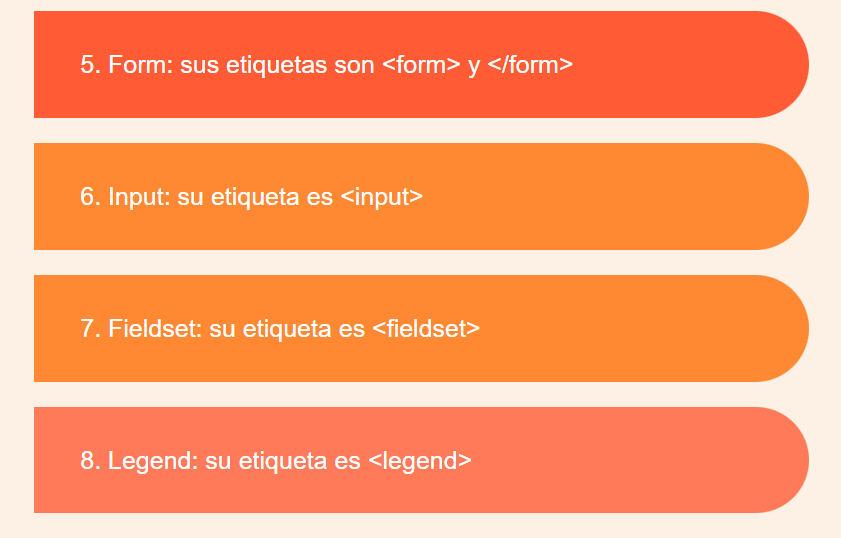 5. Form: sus etiquetas son <form> y </form>
6. Input: su etiqueta es <input>
7. Fieldset: su etiqueta es <fieldset>
8. Legend: su etiqueta es <legend>